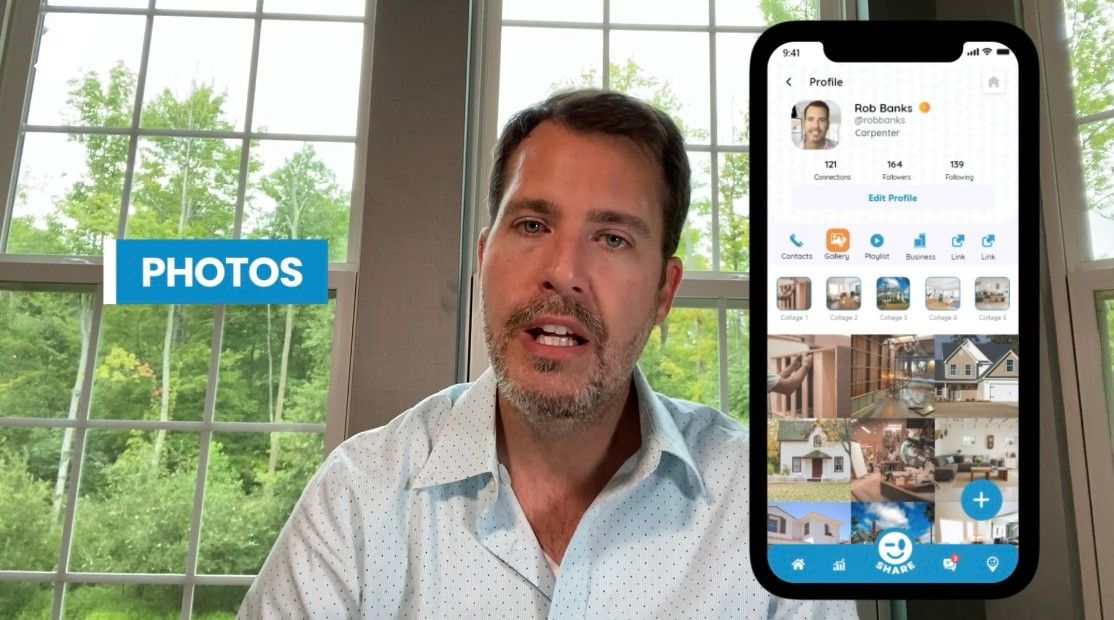 PHOTOS
9:41
Profile
Rob Banks
@robbanks
Carpenter
121 164 139
Connections Followers Following
Edit Profile
Contacts Gallery Playlist Business Link Link
Collage 1 Collage 2 Collage 3 Collage 4 Collage 5
SHARE
3